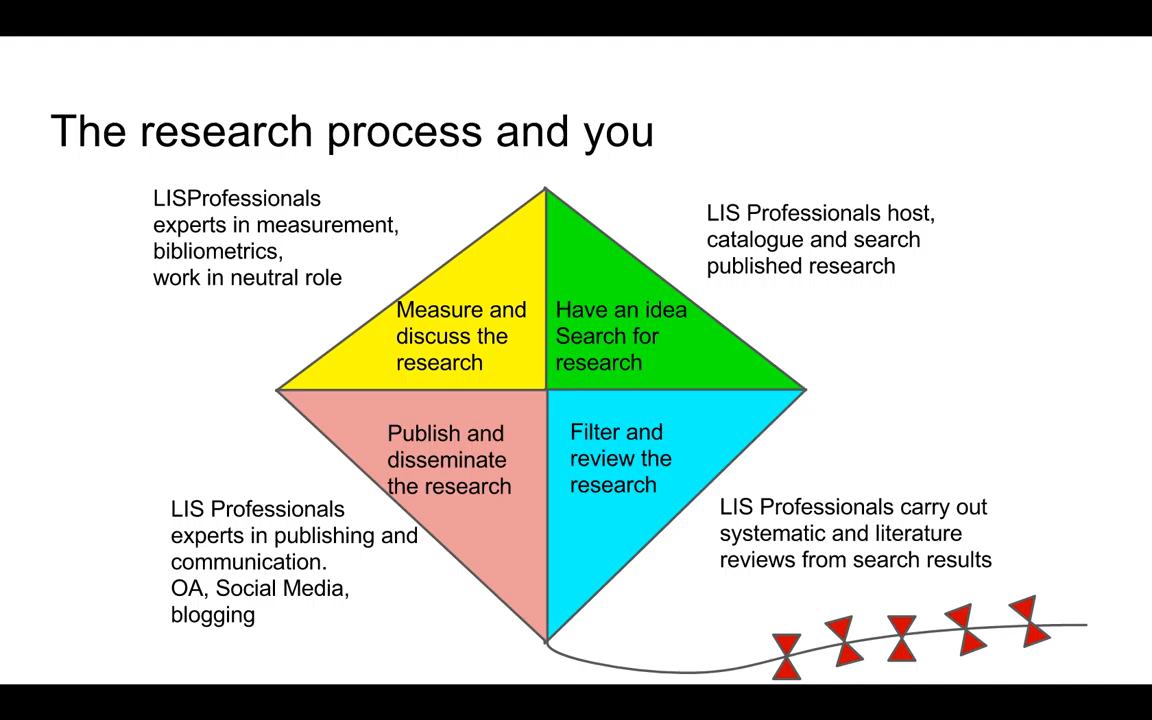 The research process and you
LISProfessionals
experts in measurement,
bibliometrics,
work in neutral role
LIS Professionals host,
catalogue and search
published research
Measure and
discuss the
research
Have an idea
Search for
research
Publish and
disseminate
the research
Filter and
review the
research
LIS Professionals
experts in publishing and
communication.
OA, Social Media,
blogging
LIS Professionals carry out
systematic and literature
reviews from search results